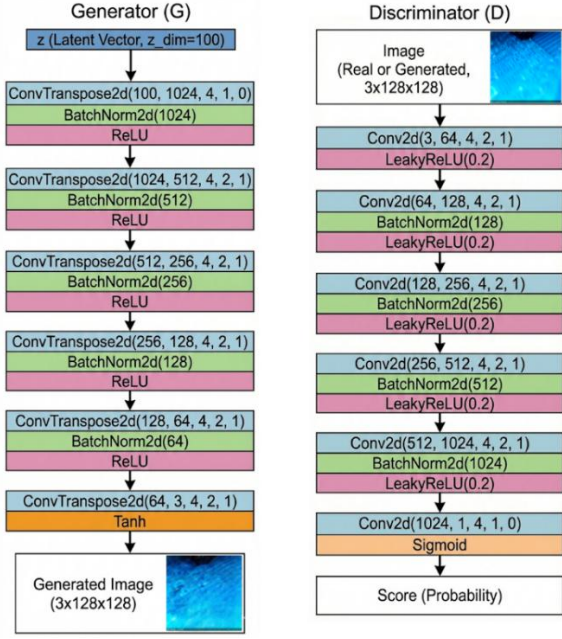 Generator (G)
z (Latent Vector, z_dim=100)
ConvTranspose2d(100, 1024, 4, 1, 0)
BatchNorm2d(1024)
ReLU
ConvTranspose2d(1024, 512, 4, 2, 1)
BatchNorm2d(512)
ReLU
ConvTranspose2d(512, 256, 4, 2, 1)
BatchNorm2d(256)
ReLU
ConvTranspose2d(256, 128, 4, 2, 1)
BatchNorm2d(128)
ReLU
ConvTranspose2d(128, 64, 4, 2, 1)
BatchNorm2d(64)
ReLU
ConvTranspose2d(64, 3, 4, 2, 1)
Tanh
Generated Image
(3x128x128)
Discriminator (D)
Image
(Real or Generated,
3x128x128)
Conv2d(3, 64, 4, 2, 1)
LeakyReLU(0.2)
Conv2d(64, 128, 4, 2, 1)
BatchNorm2d(128)
LeakyReLU(0.2)
Conv2d(128, 256, 4, 2, 1)
BatchNorm2d(256)
LeakyReLU(0.2)
Conv2d(256, 512, 4, 2, 1)
BatchNorm2d(512)
LeakyReLU(0.2)
Conv2d(512, 1024, 4, 2, 1)
BatchNorm2d(1024)
LeakyReLU(0.2)
Conv2d(1024, 1, 4, 1, 0)
Sigmoid
Score (Probability)